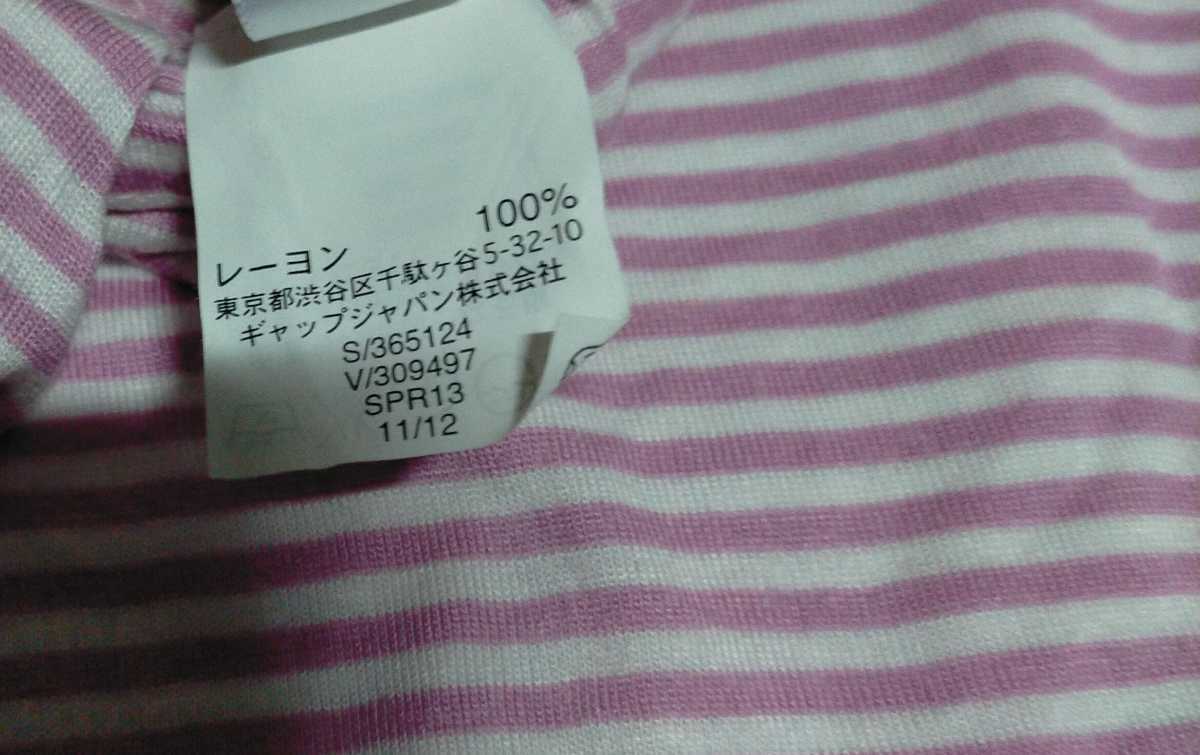 レーヨン 100%
東京都渋谷区千駄ヶ谷5-32-10
ギャップジャパン株式会社
S/365124
V/309497
SPR13
11/12